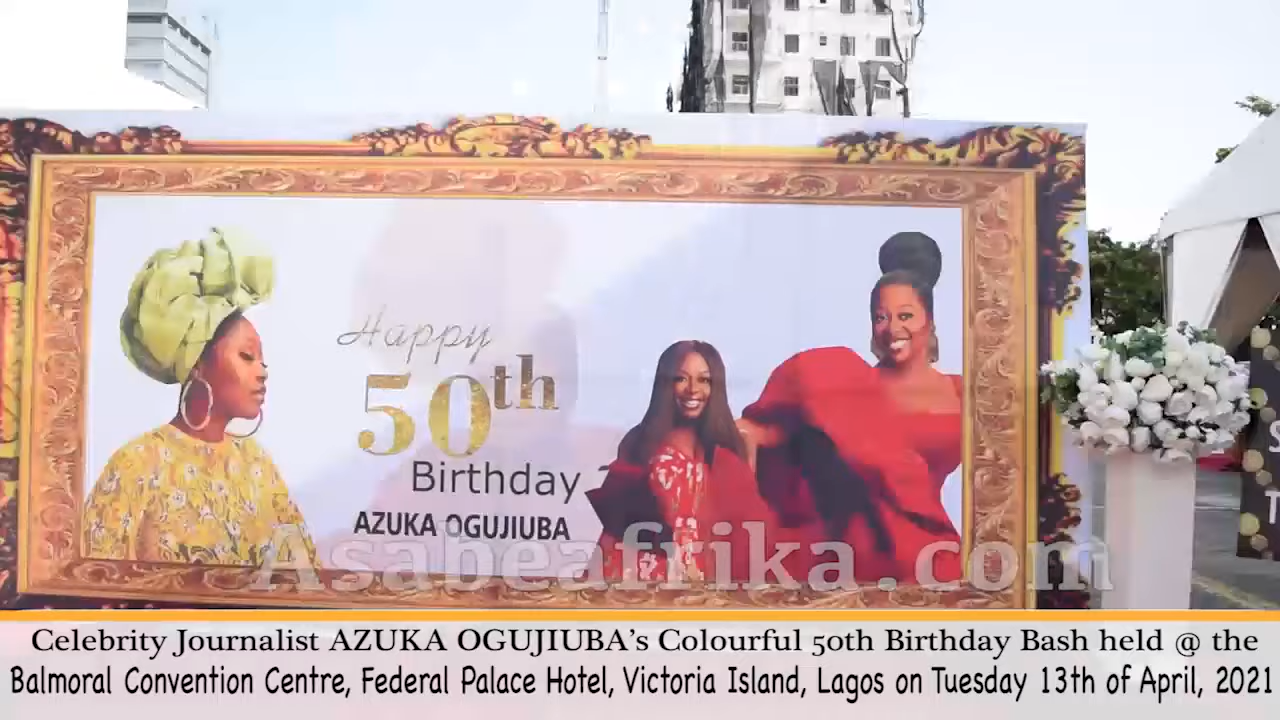 Happy
50th
Birthday
AZUKA OGUJIUBA
Asabeafrika.com
Celebrity Journalist AZUKA OGUJIUBA's Colourful 50th Birthday Bash held @ the
Balmoral Convention Centre, Federal Palace Hotel, Victoria Island, Lagos on Tuesday 13th of April, 2021